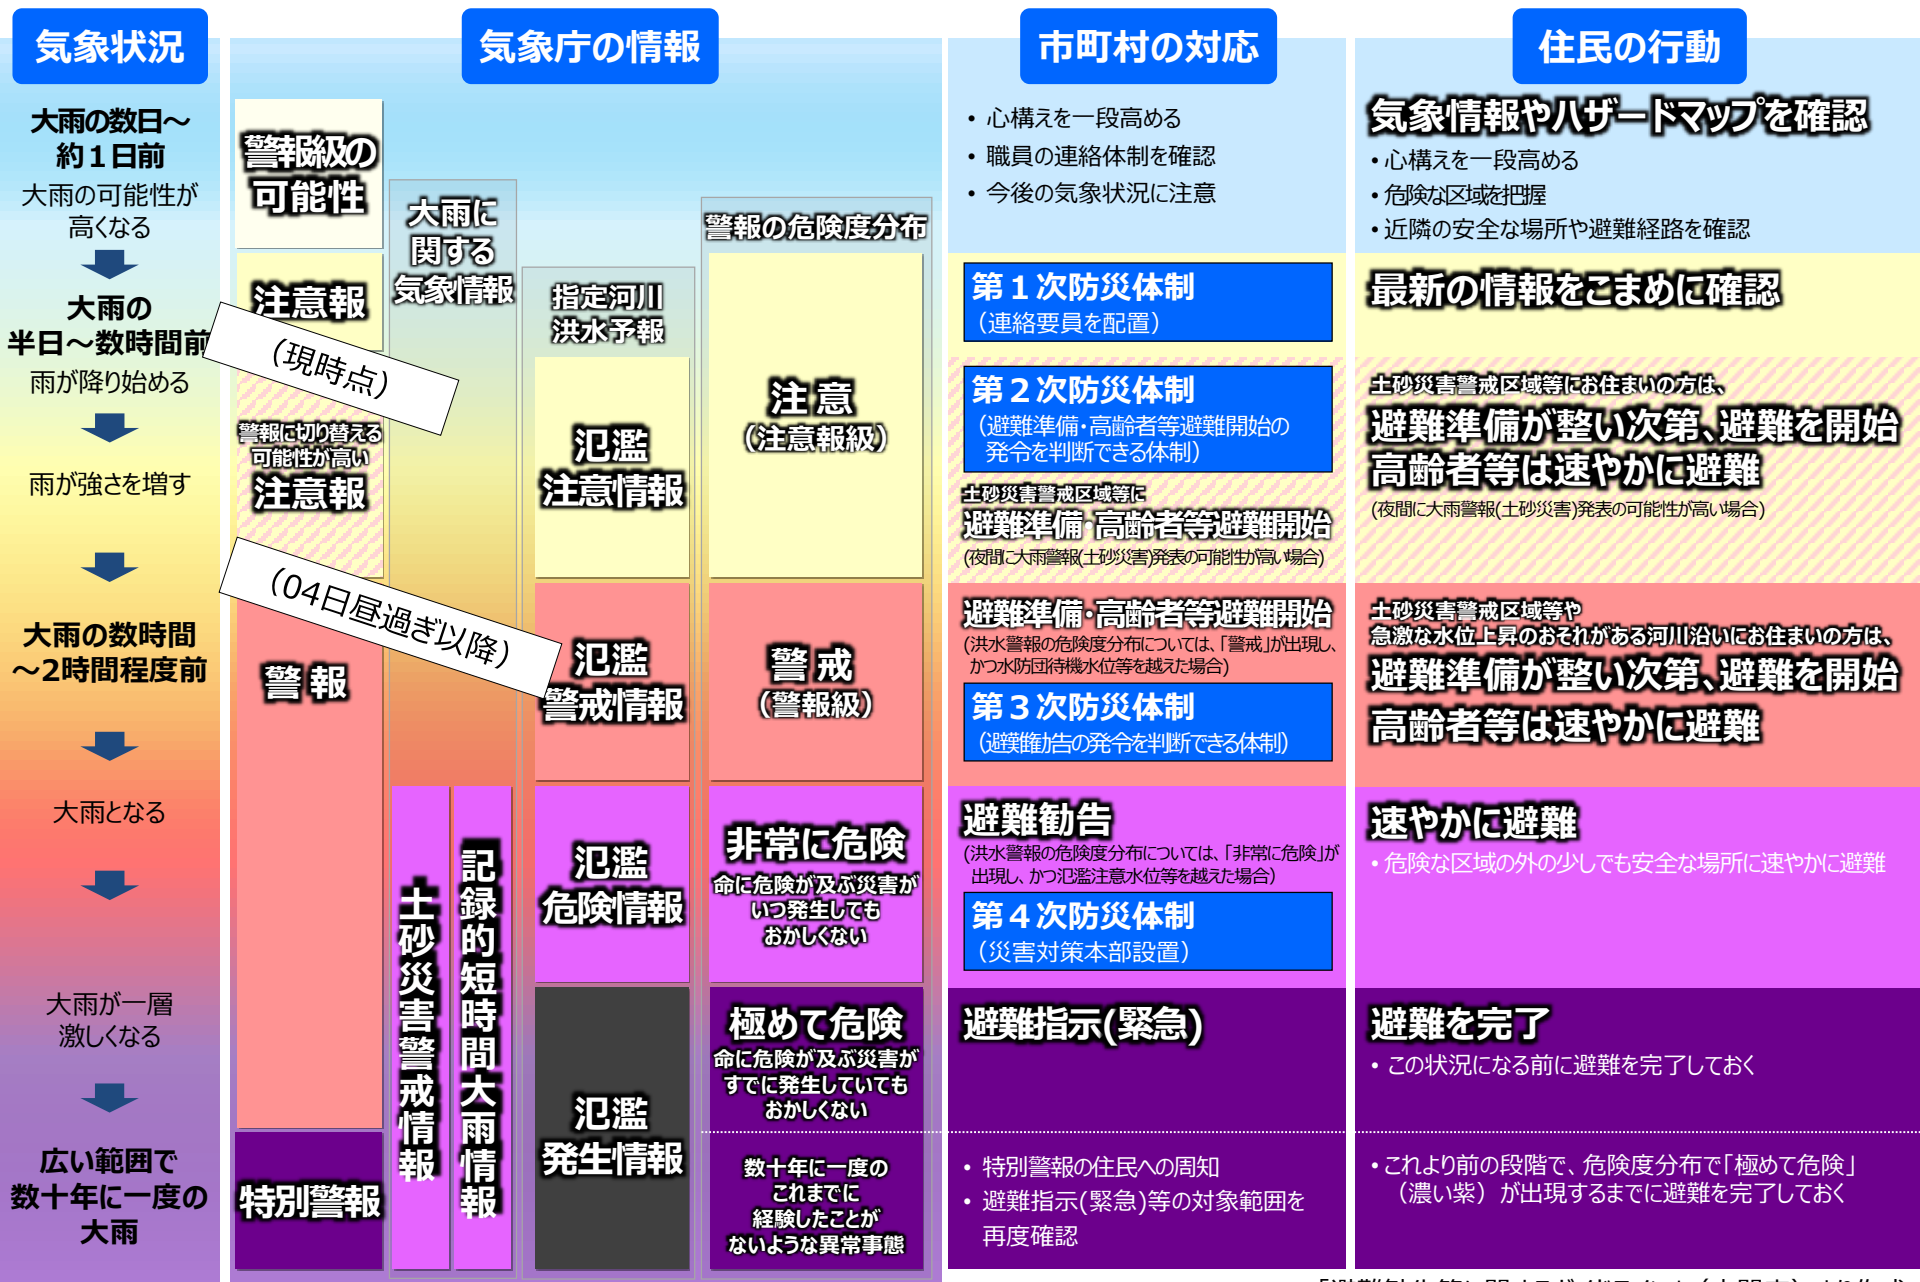 気象状況
大雨の数日～
約１日前
大雨の可能性が
高くなる
大雨の
半日～数時間前
雨が降り始める
雨が強さを増す
大雨の数時間
～2時間程度前
大雨となる
大雨が一層
激しくなる
広い範囲で
数十年に一度の
大雨
気象庁の情報
警報級の
可能性
注意報
（現時点）
警報に切り替える
可能性が高い
注意報
（04日昼過ぎ以降）
警 報
特別警報
大雨に
関する
気象情報
土砂災害警戒情報
記録的短時間大雨情報
指定河川
洪水予報
氾濫
注意情報
氾濫
警戒情報
氾濫
危険情報
氾濫
発生情報
警報の危険度分布
注 意
（注意報級）
警 戒
（警報級）
非常に危険
命に危険が及ぶ災害が
いつ発生しても
おかしくない
極めて危険
命に危険が及ぶ災害が
すでに発生していても
おかしくない
数十年に一度の
これまでに
経験したことが
ないような異常事態
市町村の対応
• 心構えを一段高める
• 職員の連絡体制を確認
• 今後の気象状況に注意
第１次防災体制
（連絡要員を配置）
第２次防災体制
（避難準備・高齢者等避難開始の
発令を判断できる体制）
土砂災害警戒区域等に
避難準備・高齢者等避難開始
(夜間に大雨警報(土砂災害)発表の可能性が高い場合)
避難準備・高齢者等避難開始
(洪水警報の危険度分布については、「警戒」が出現し、
かつ水防団待機水位等を越えた場合)
第３次防災体制
（避難勧告の発令を判断できる体制）
避難勧告
(洪水警報の危険度分布については、「非常に危険」が
出現し、かつ氾濫注意水位等を越えた場合)
第４次防災体制
（災害対策本部設置）
避難指示(緊急)
• 特別警報の住民への周知
• 避難指示(緊急)等の対象範囲を
再度確認
住民の行動
気象情報やハザードマップを確認
• 心構えを一段高める
• 危険な区域を把握
• 近隣の安全な場所や避難経路を確認
最新の情報をこまめに確認
土砂災害警戒区域等にお住まいの方は、
避難準備が整い次第、避難を開始
高齢者等は速やかに避難
(夜間に大雨警報(土砂災害)発表の可能性が高い場合)
土砂災害警戒区域等や
急激な水位上昇のおそれがある河川沿いにお住まいの方は、
避難準備が整い次第、避難を開始
高齢者等は速やかに避難
速やかに避難
• 危険な区域の外の少しでも安全な場所に速やかに避難
避難を完了
• この状況になる前に避難を完了しておく
• これより前の段階で、危険度分布で「極めて危険」
（濃い紫）が出現するまでに避難を完了しておく